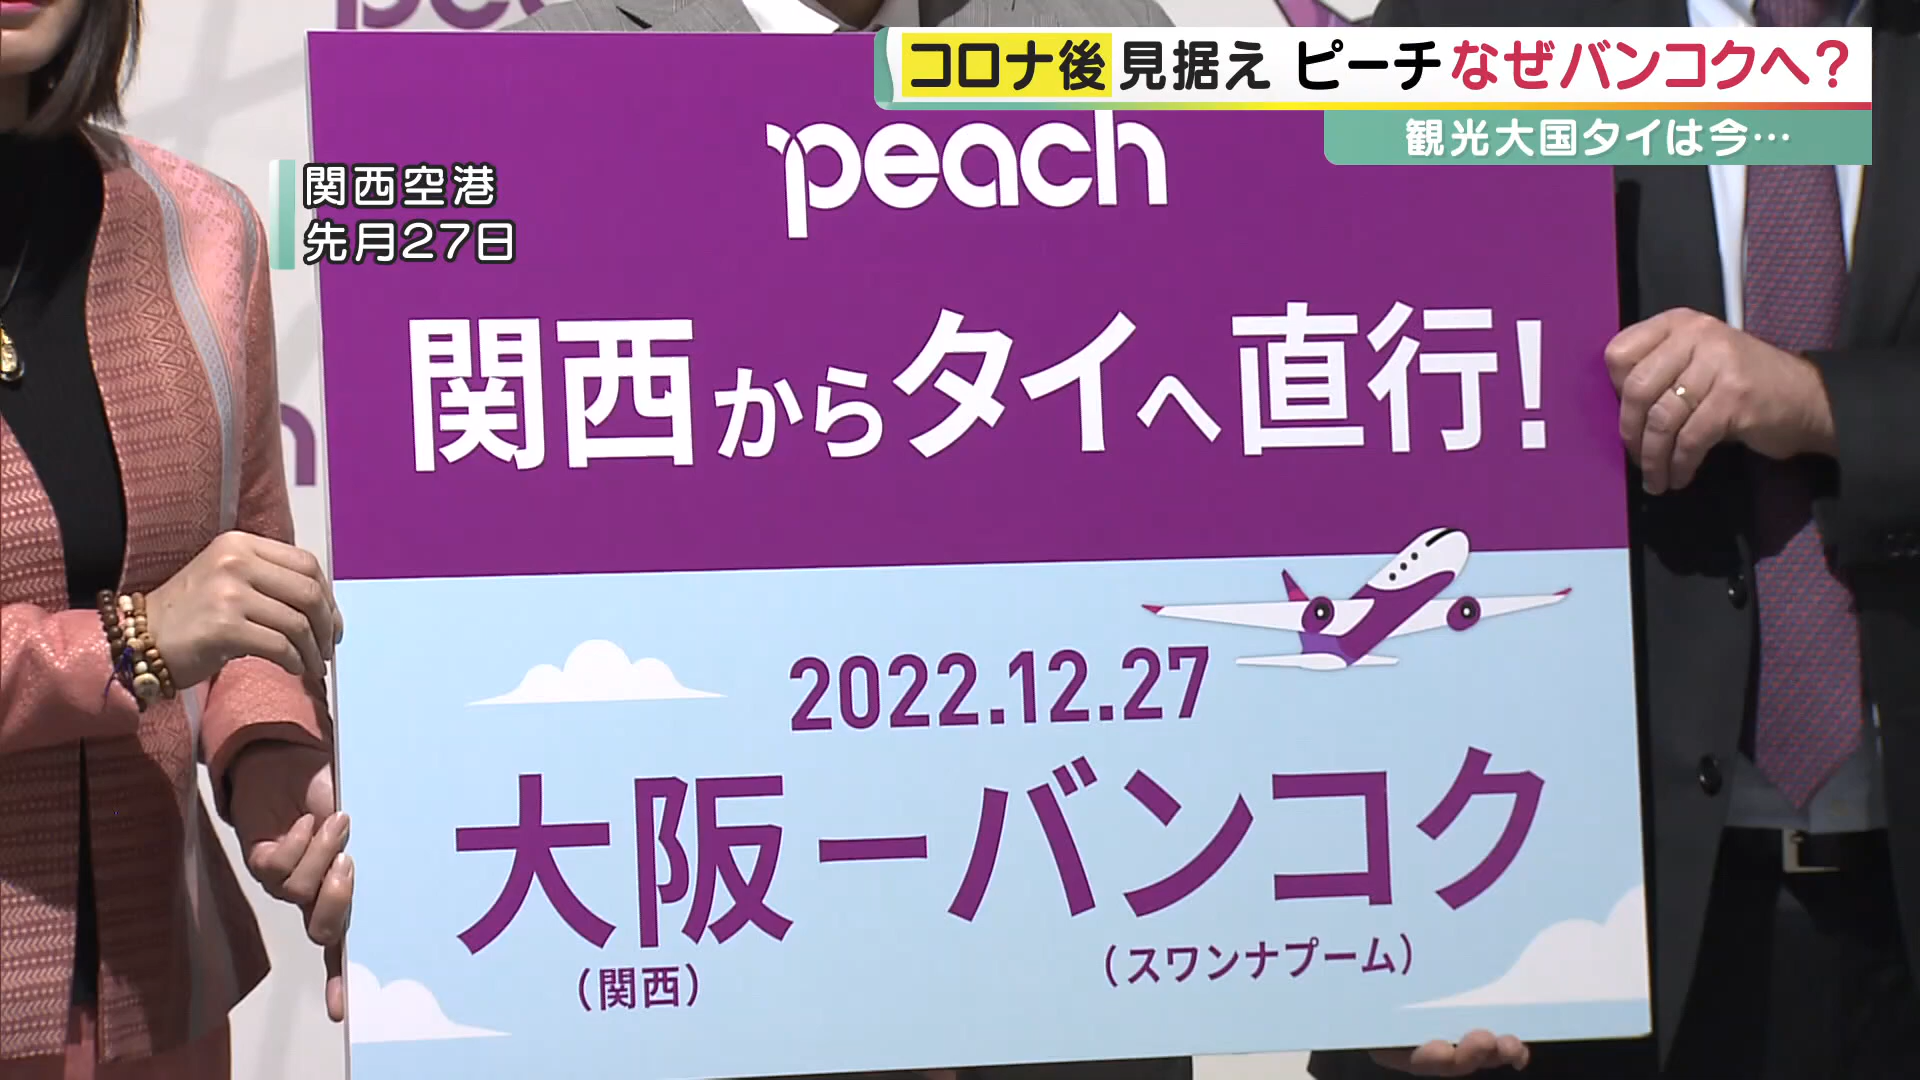 コロナ後 見据え ピーチ なぜバンコクへ？
観光大国タイは今…
関西空港
先月27日
peach
関西からタイへ直行!
2022.12.27
大阪ーバンコク
(関西)
(スワンナプーム)